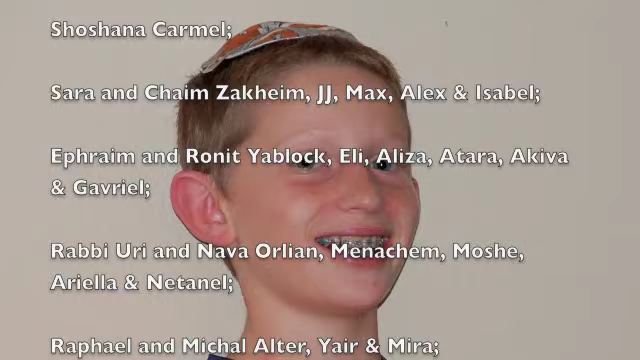 Shoshana Carmel;
Sara and Chaim Zakheim, JJ, Max, Alex & Isabel;
Ephraim and Ronit Yablock, Eli, Aliza, Atara, Akiva
& Gavriel;
Rabbi Uri and Nava Orlian, Menachem, Moshe,
Ariella & Netanel;
Raphael and Michal Alter, Yair & Mira;